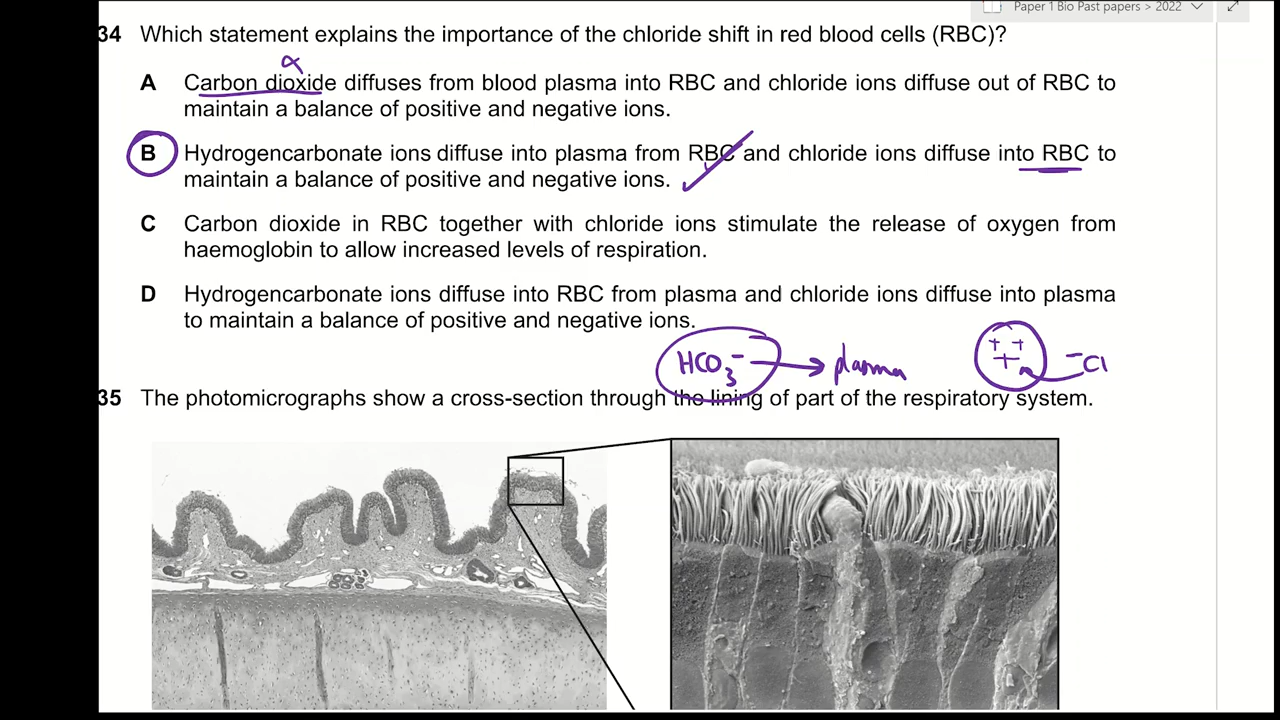 Paper 1 Bio Past papers > 2022
34 Which statement explains the importance of the chloride shift in red blood cells (RBC)?
A Carbon dioxide diffuses from blood plasma into RBC and chloride ions diffuse out of RBC to
maintain a balance of positive and negative ions.
B Hydrogencarbonate ions diffuse into plasma from RBC and chloride ions diffuse into RBC to
maintain a balance of positive and negative ions.
C Carbon dioxide in RBC together with chloride ions stimulate the release of oxygen from
haemoglobin to allow increased levels of respiration.
D Hydrogencarbonate ions diffuse into RBC from plasma and chloride ions diffuse into plasma
to maintain a balance of positive and negative ions.
HCO3− → plasma + + + −Cl
35 The photomicrographs show a cross-section through the lining of part of the respiratory system.